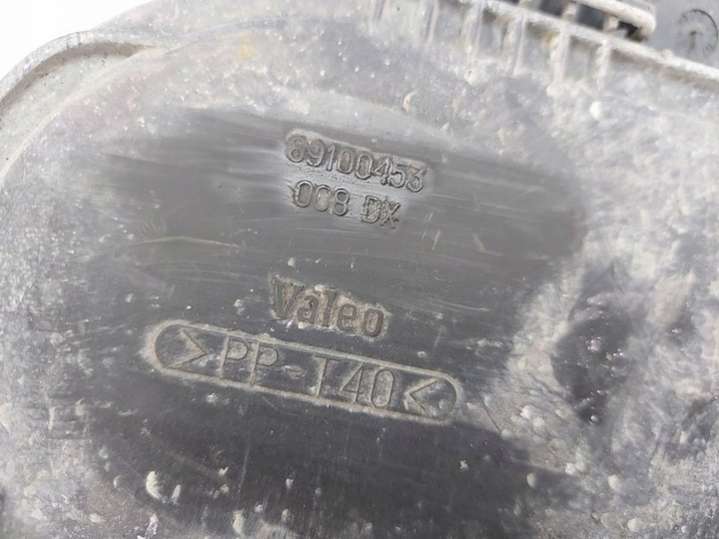 89100453
008 DX
Valeo
>PP-T40<